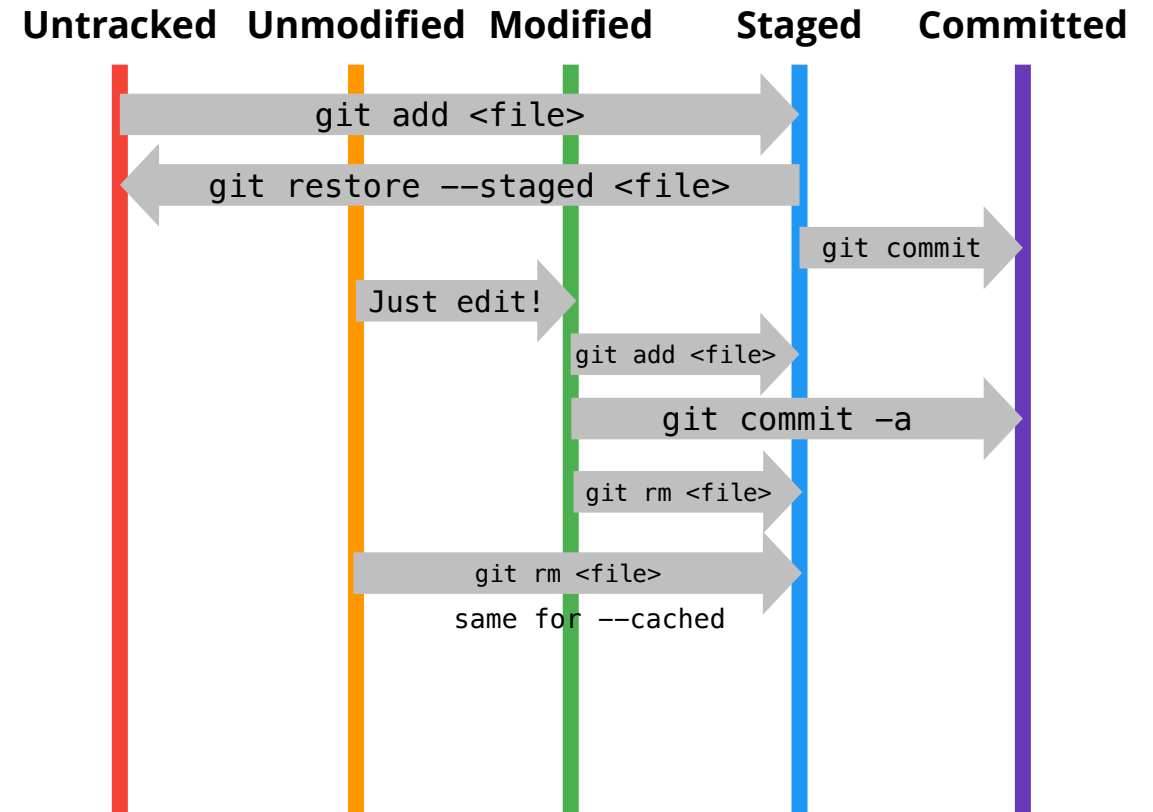 Untracked Unmodified Modified Staged Committed
git add <file>
git restore --staged <file>
git commit
Just edit!
git add <file>
git commit -a
git rm <file>
git rm <file>
same for --cached